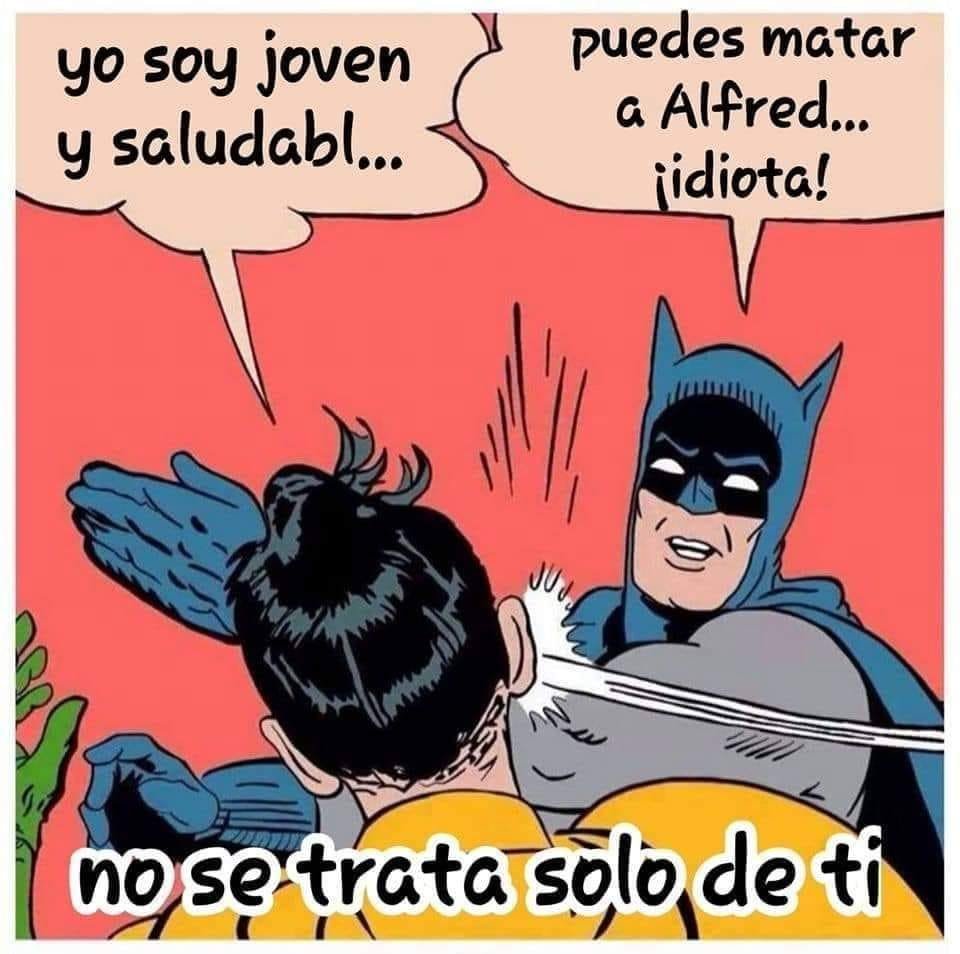 yo soy joven
y saludabl...
puedes matar
a Alfred...
¡idiota!
no se trata solo de ti